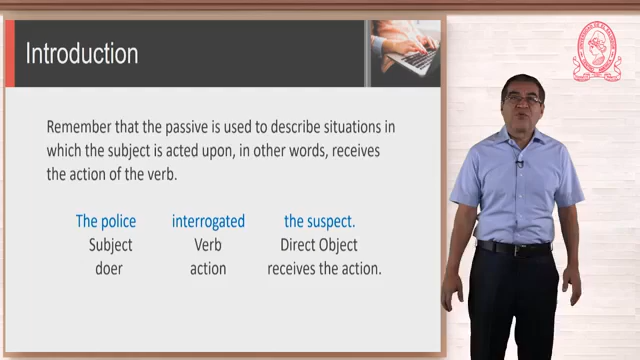 Introduction
Remember that the passive is used to describe situations in
which the subject is acted upon, in other words, receives
the action of the verb.
The police interrogated the suspect.
Subject Verb Direct Object
doer action receives the action.